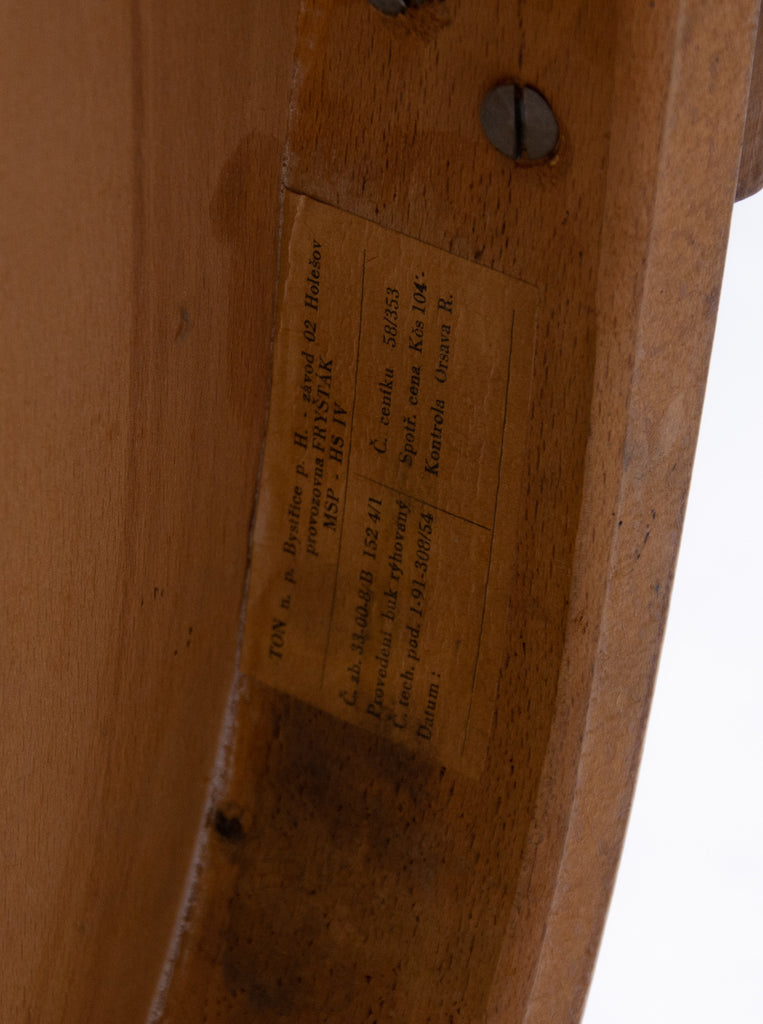 TON n. p. Bystřice p. H. - závod 02 Holešov
provozovna FRYŠTÁK
MSP - HS IV
Č. zb. 33-00-8/B 152 4/1
Provedení buk rýhovaný
Č. tech. pod. 1-91-308/54
Datum :
Č. ceníku 58/353
Spotř. cena Kčs 104·-
Kontrola Orsava R.